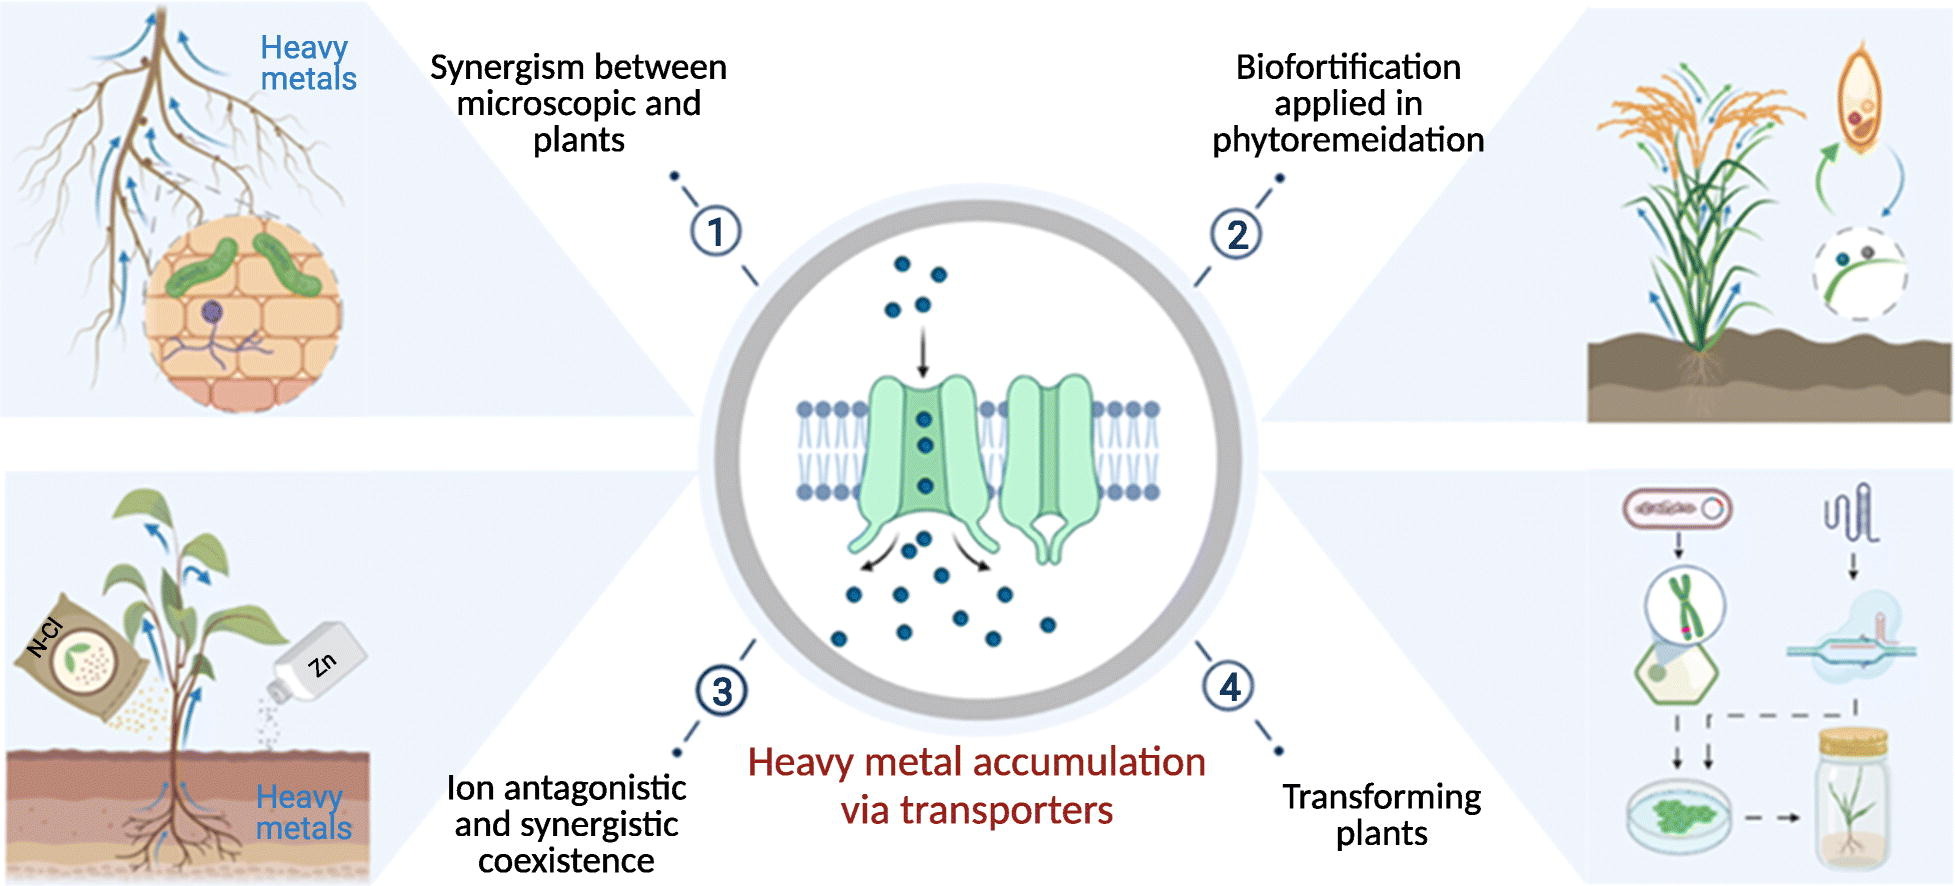 Heavy
metals
Synergism between
microscopic and
plants
1
Biofortification
applied in
phytoremeidation
2
N-Cl
Zn
Heavy
metals
3
Ion antagonistic
and synergistic
coexistence
Heavy metal accumulation
via transporters
4
Transforming
plants